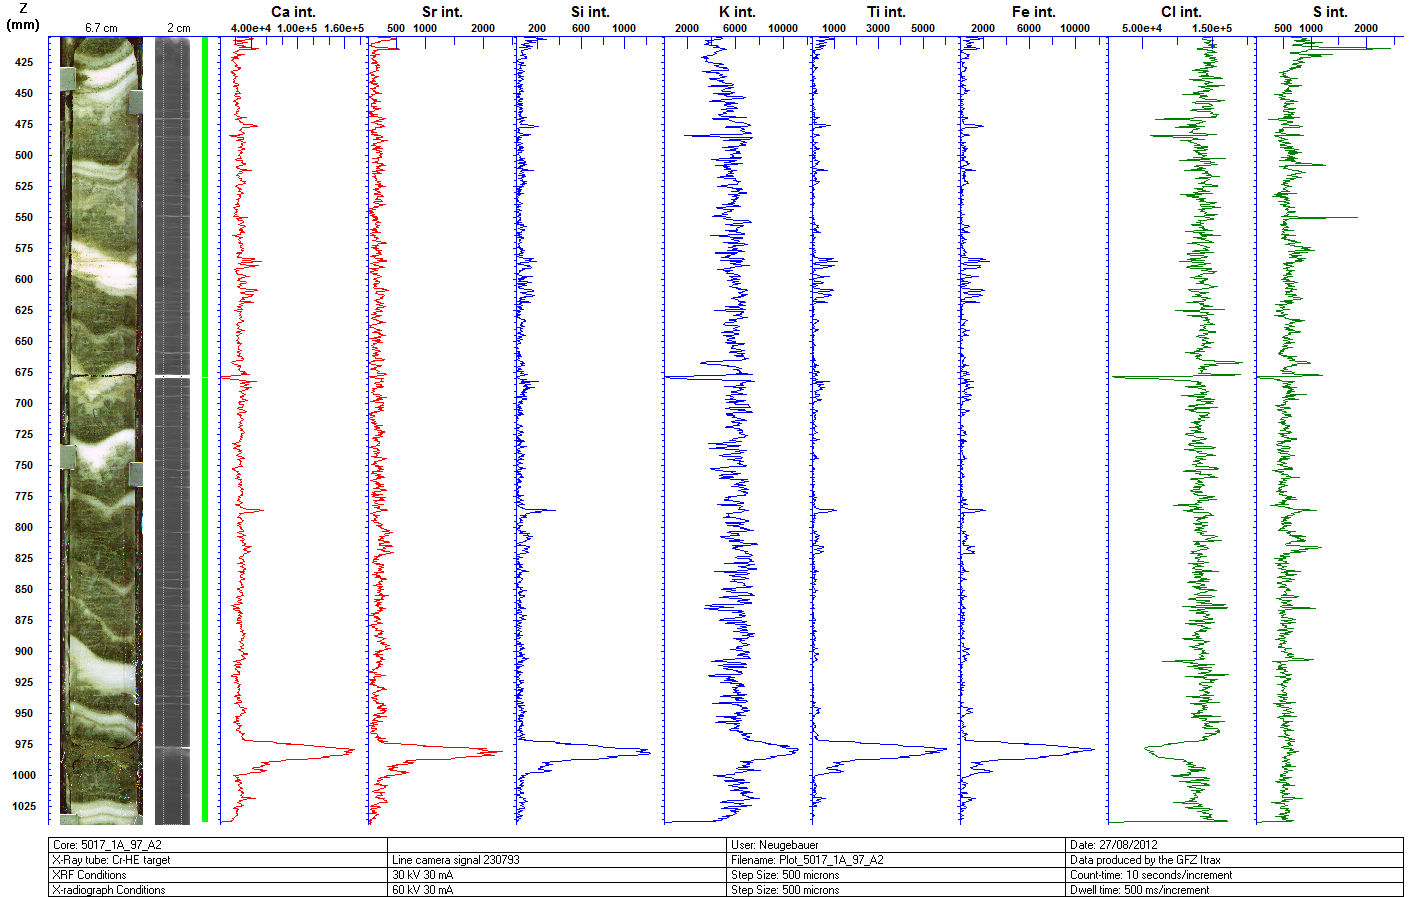 Z
(mm)
6.7 cm
2 cm
Ca int.
Sr int.
Si int.
K int.
Ti int.
Fe int.
Cl int.
S int.
4.00e+4 1.00e+5 1.60e+5
500 1000 2000
200 600 1000
2000 6000 10000
1000 3000 5000
2000 6000 10000
5.00e+4 1.50e+5
500 1000 2000
425
450
475
500
525
550
575
600
625
650
675
700
725
750
775
800
825
850
875
900
925
950
975
1000
1025
Core: 5017_1A_97_A2
User: Neugebauer
Date: 27/08/2012
X-Ray tube: Cr-HE target
Line camera signal 230793
Filename: Plot_5017_1A_97_A2
Data produced by the GFZ Itrax
XRF Conditions
30 kV 30 mA
Step Size: 500 microns
Count-time: 10 seconds/increment
X-radiograph Conditions
60 kV 30 mA
Step Size: 500 microns
Dwell time: 500 ms/increment